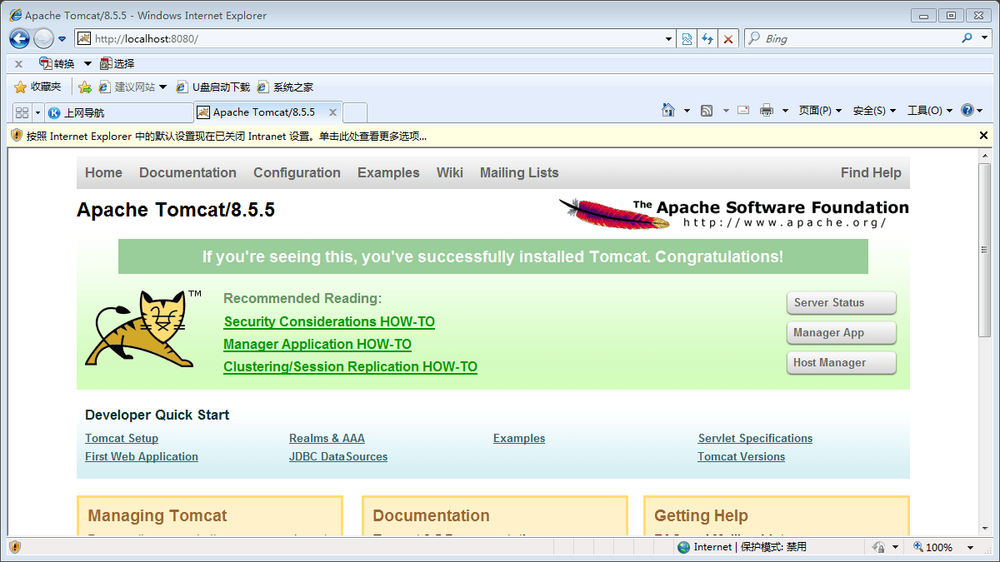 Apache Tomcat/8.5.5 - Windows Internet Explorer
http://localhost:8080/
Bing
转换 选择
收藏夹 建议网站 U盘启动下载 系统之家
上网导航 Apache Tomcat/8.5.5 页面(P) 安全(S) 工具(O)
按照 Internet Explorer 中的默认设置现在已关闭 Intranet 设置。单击此处查看更多选项...
Home Documentation Configuration Examples Wiki Mailing Lists Find Help
Apache Tomcat/8.5.5
The Apache Software Foundation
http://www.apache.org/
If you're seeing this, you've successfully installed Tomcat. Congratulations!
TM
Recommended Reading:
Security Considerations HOW-TO
Manager Application HOW-TO
Clustering/Session Replication HOW-TO
Server Status
Manager App
Host Manager
Developer Quick Start
Tomcat Setup Realms & AAA Examples Servlet Specifications
First Web Application JDBC DataSources Tomcat Versions
Managing Tomcat Documentation Getting Help
Internet | 保护模式: 禁用 100%